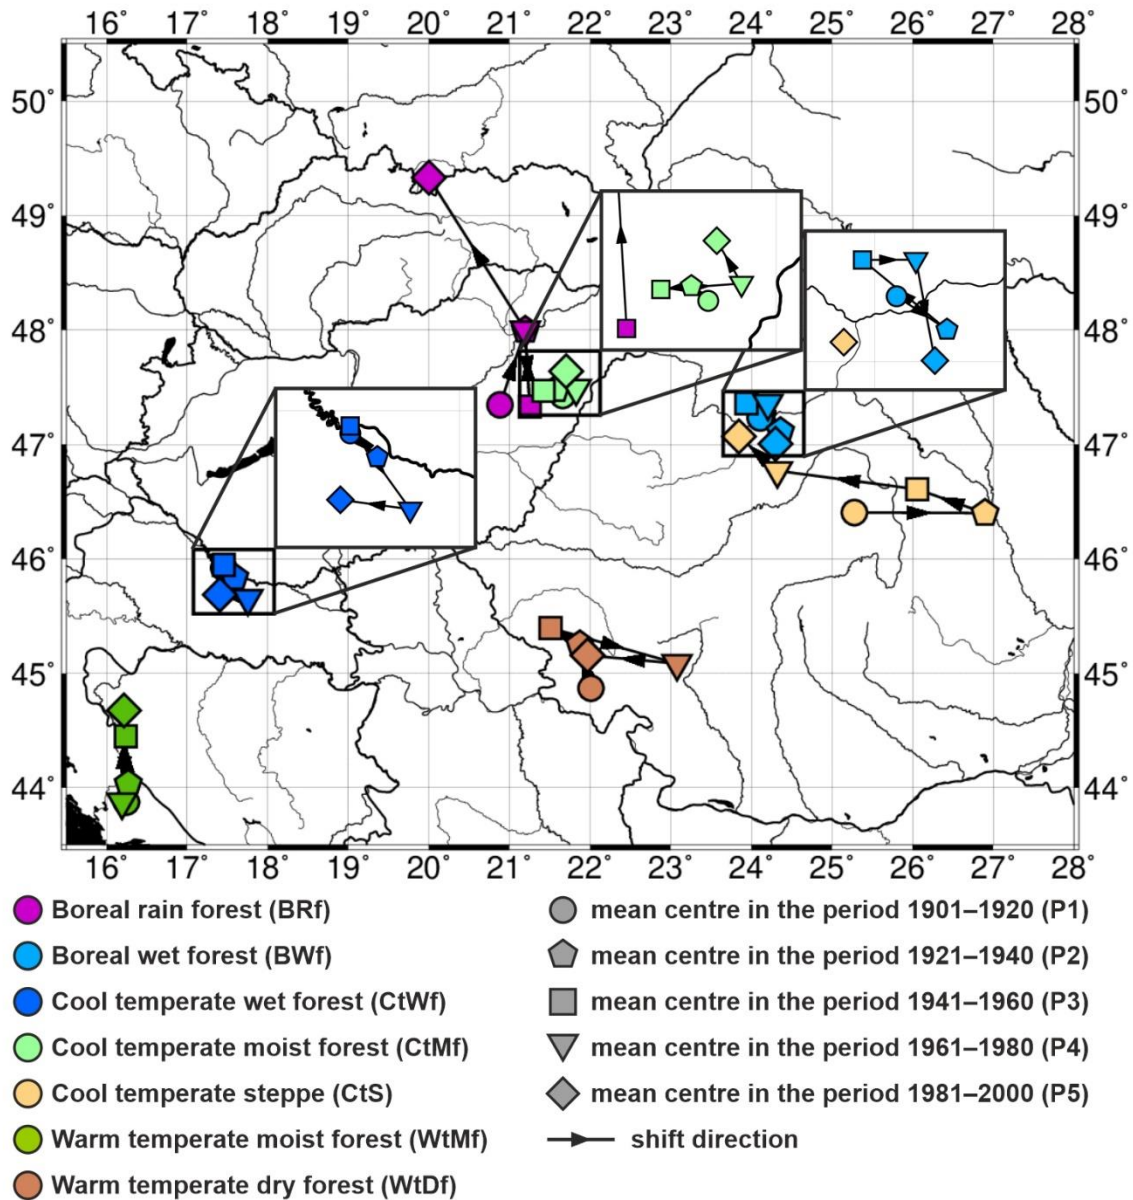 16° 17° 18° 19° 20° 21° 22° 23° 24° 25° 26° 27° 28°
50° 50°
49° 49°
48° 48°
47° 47°
46° 46°
45° 45°
44° 44°
16° 17° 18° 19° 20° 21° 22° 23° 24° 25° 26° 27° 28°
Boreal rain forest (BRf)
Boreal wet forest (BWf)
Cool temperate wet forest (CtWf)
Cool temperate moist forest (CtMf)
Cool temperate steppe (CtS)
Warm temperate moist forest (WtMf)
Warm temperate dry forest (WtDf)
mean centre in the period 1901–1920 (P1)
mean centre in the period 1921–1940 (P2)
mean centre in the period 1941–1960 (P3)
mean centre in the period 1961–1980 (P4)
mean centre in the period 1981–2000 (P5)
shift direction